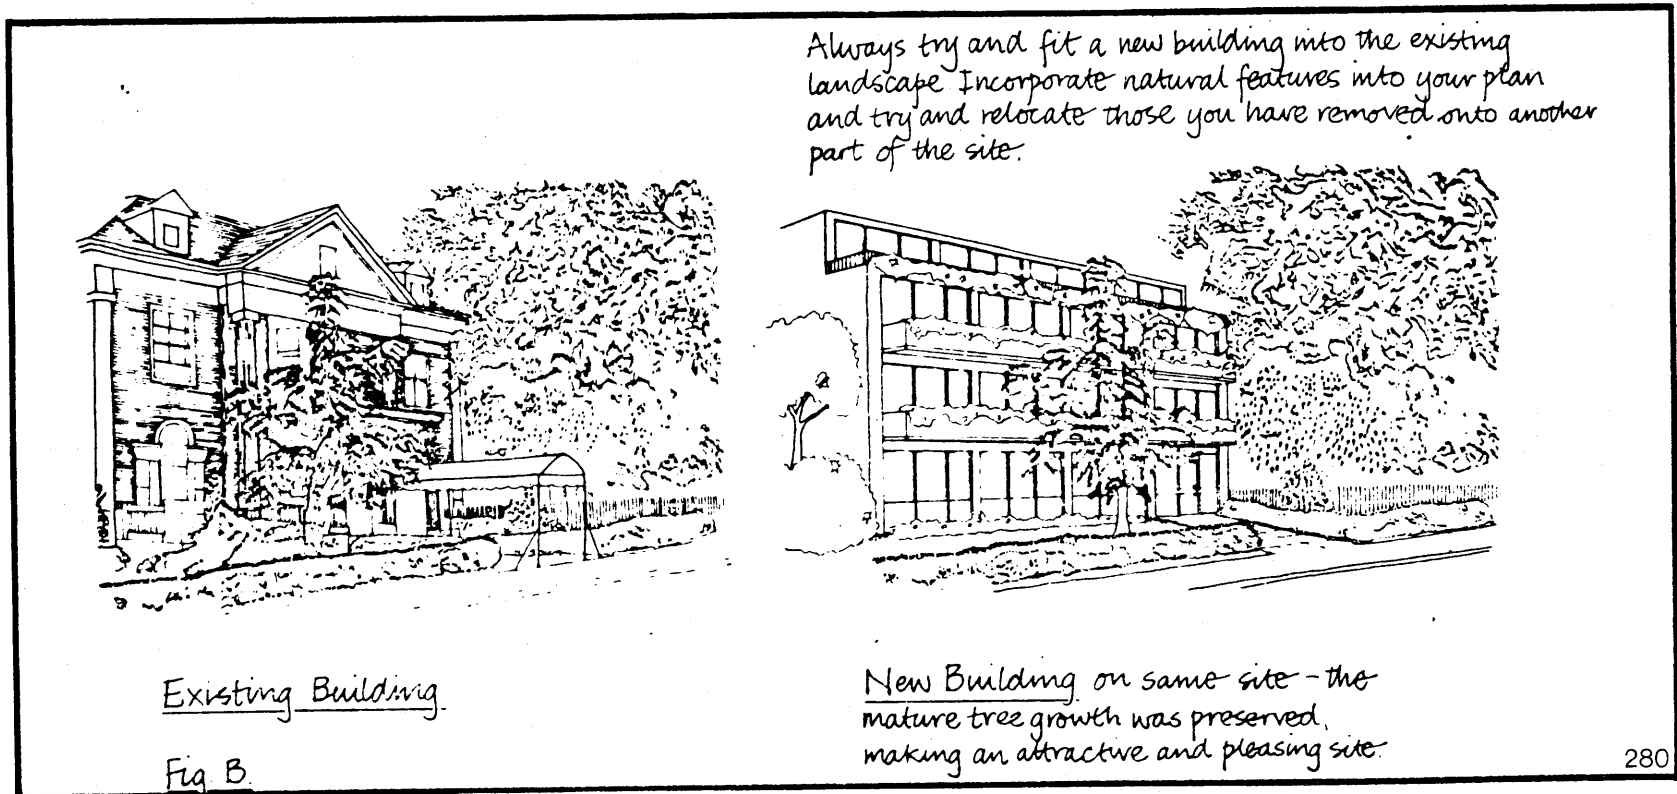 Always try and fit a new building into the existing
landscape Incorporate natural features into your plan
and try and relocate those you have removed onto another
part of the site.
Existing Building
Fig B.
New Building on same site - the
mature tree growth was preserved,
making an attractive and pleasing site.
280